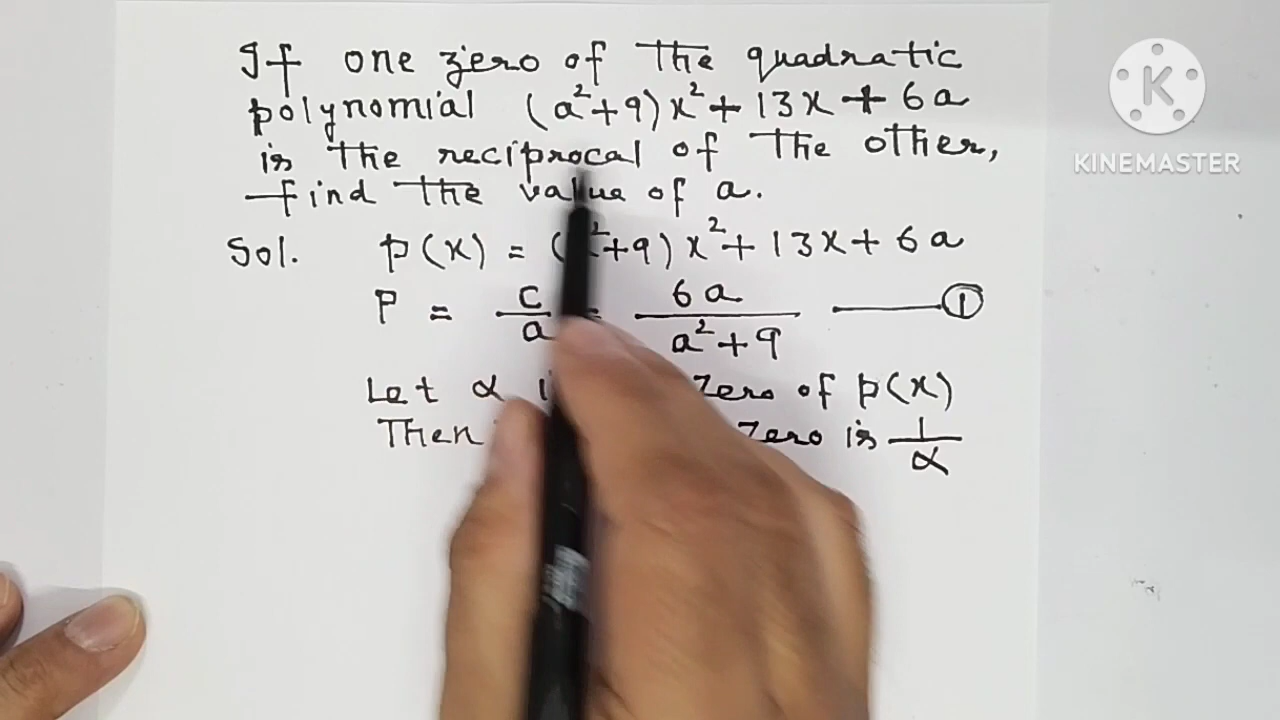 If one zero of the quadratic
polynomial (a²+9)x²+13x+6a
is the reciprocal of the other,
find the value of a.
Sol. p(x) = ( ²+9)x²+13x+6a
P = c/a = 6a/(a²+9) ——— ①
Let α zero of p(x)
Then zero is 1/α
K
KINEMASTER